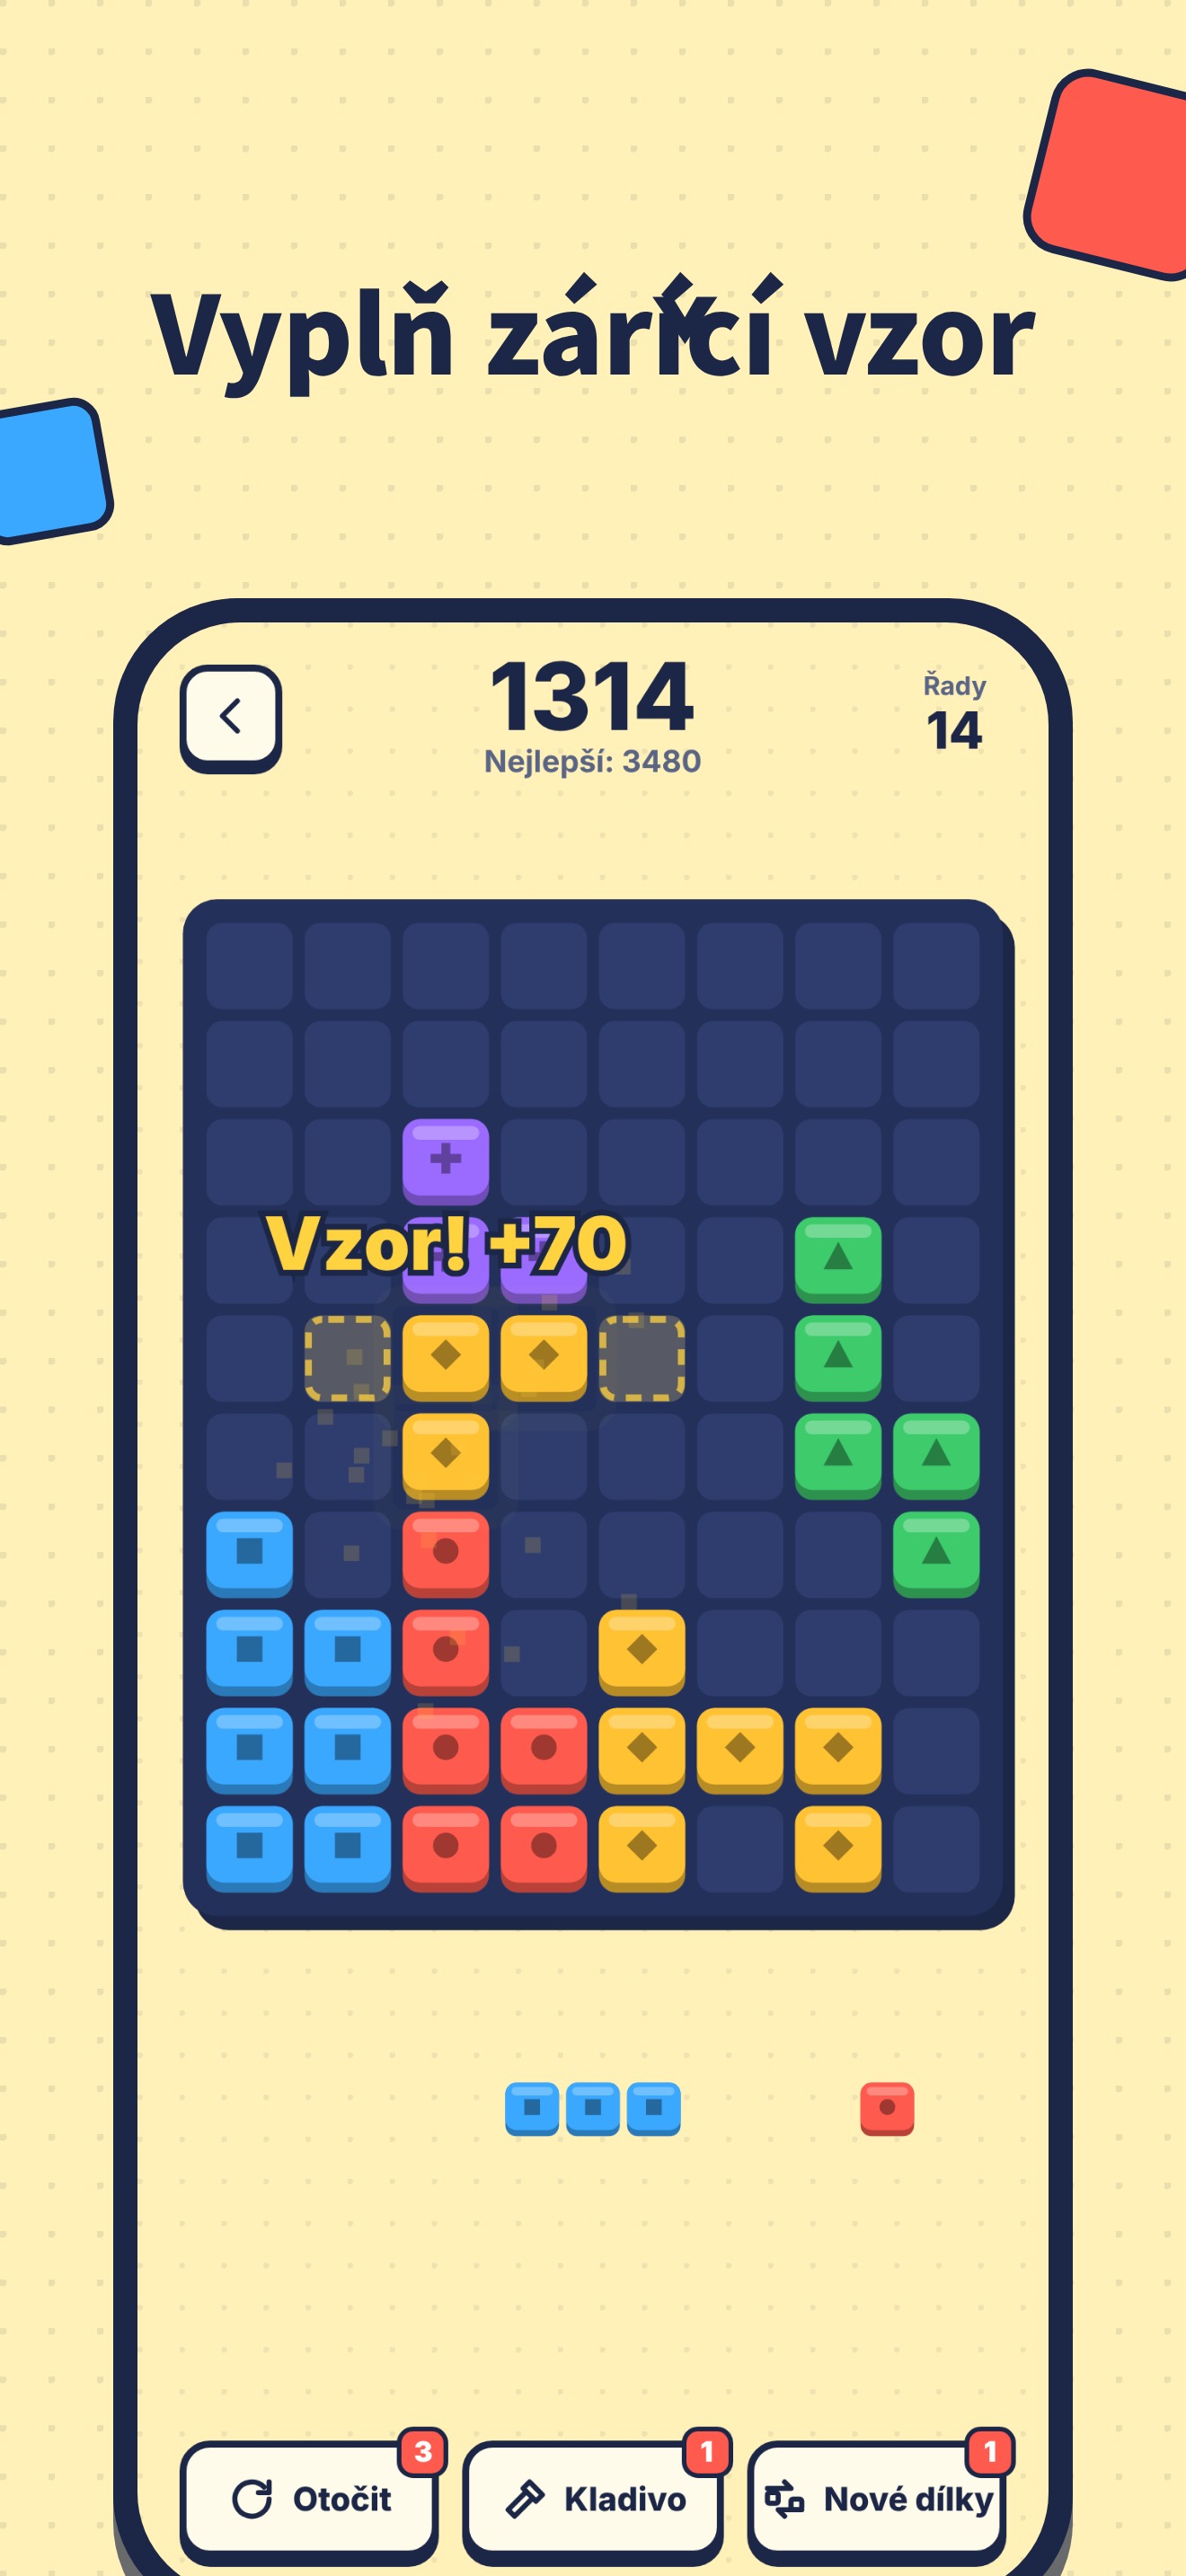 Vyplň zářící vzor
1314
Nejlepší: 3480
Řady
14
Vzor! +70
3
1
1
Otočit
Kladivo
Nové dílky